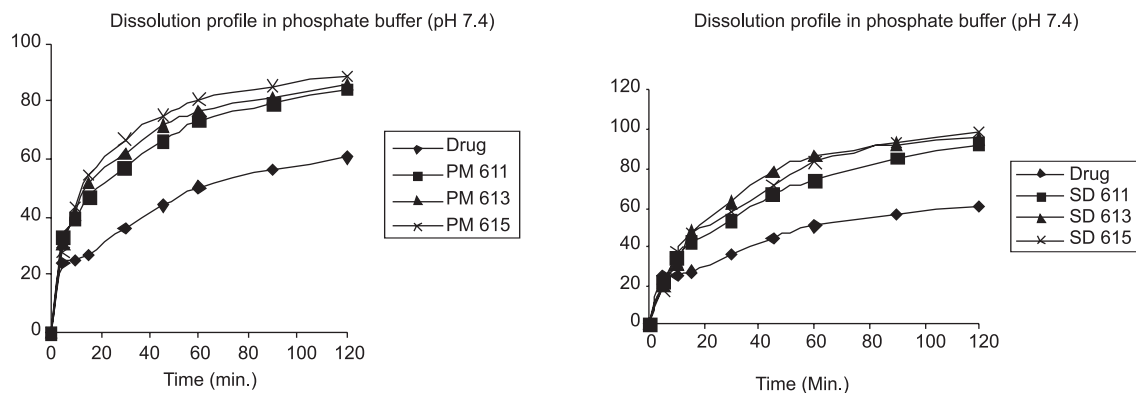 Dissolution profile in phosphate buffer (pH 7.4)
100
80
60
40
20
0
0 20 40 60 80 100 120
Time (min.)
Drug
PM 611
PM 613
PM 615
Dissolution profile in phosphate buffer (pH 7.4)
120
100
80
60
40
20
0
0 20 40 60 80 100 120
Time (Min.)
Drug
SD 611
SD 613
SD 615